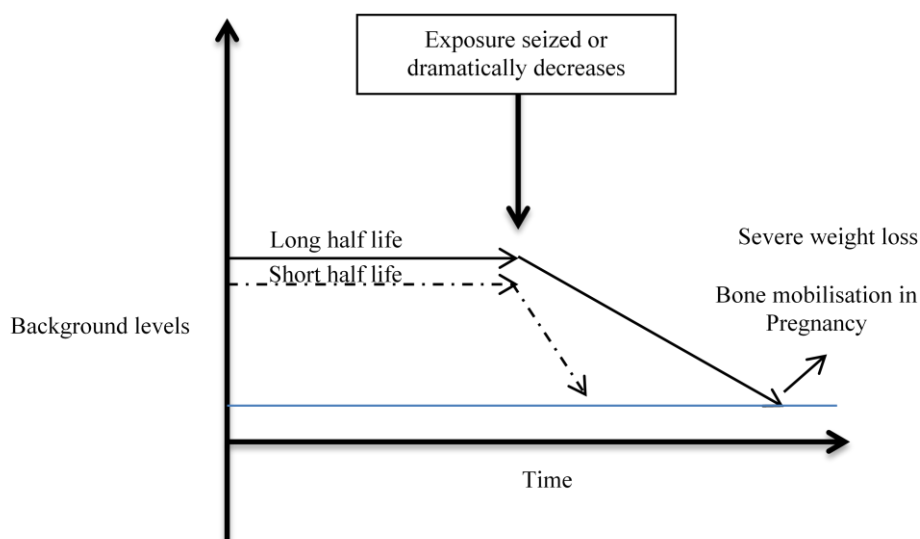 Exposure seized or
dramatically decreases
Long half life
Short half life
Severe weight loss
Bone mobilisation in
Pregnancy
Background levels
Time